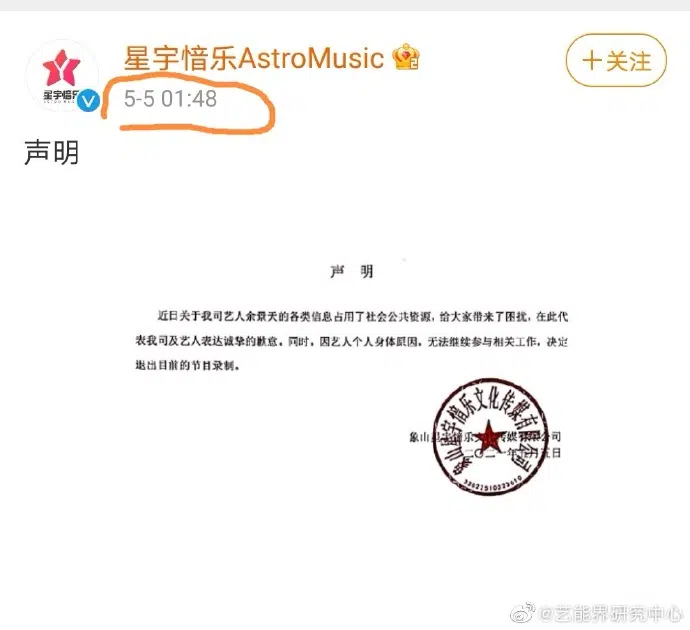 星宇愔乐AstroMusic
+关注
星宇愔乐
5-5 01:48
声明
声 明
近日关于我司艺人余景天的各类信息占用了社会公共资源，给大家带来了困扰，在此代
表我司及艺人表达诚挚的歉意。同时，因艺人个人身体原因，无法继续参与相关工作，决定
退出目前的节目录制。
象山星宇愔乐文化传媒有限公司
二〇二一年五月五日
象山星宇愔乐文化传媒有限公司
@艺能界研究中心